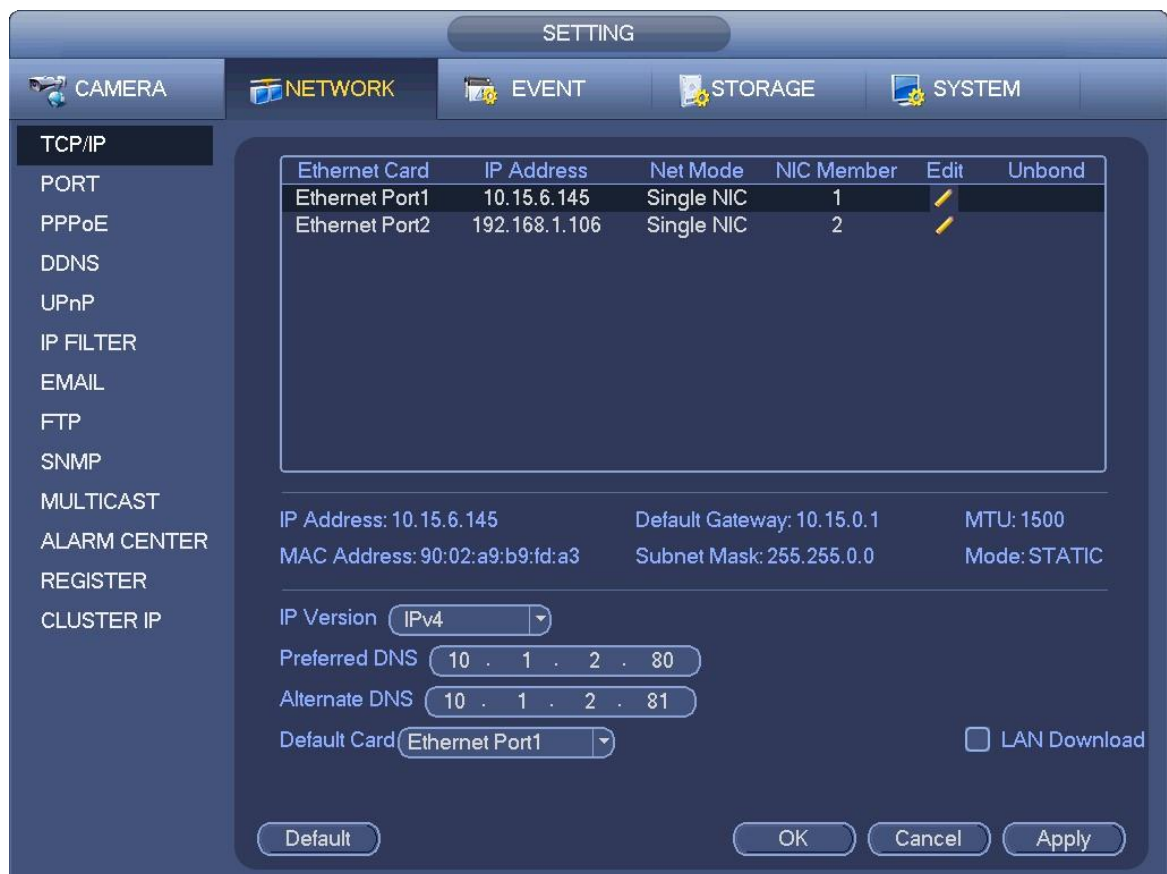 SETTING
CAMERA NETWORK EVENT STORAGE SYSTEM
TCP/IP
PORT
PPPoE
DDNS
UPnP
IP FILTER
EMAIL
FTP
SNMP
MULTICAST
ALARM CENTER
REGISTER
CLUSTER IP
Ethernet Card IP Address Net Mode NIC Member Edit Unbond
Ethernet Port1 10.15.6.145 Single NIC 1
Ethernet Port2 192.168.1.106 Single NIC 2
IP Address: 10.15.6.145 Default Gateway: 10.15.0.1 MTU: 1500
MAC Address: 90:02:a9:b9:fd:a3 Subnet Mask: 255.255.0.0 Mode: STATIC
IP Version IPv4
Preferred DNS 10 . 1 . 2 . 80
Alternate DNS 10 . 1 . 2 . 81
Default Card Ethernet Port1 LAN Download
Default OK Cancel Apply